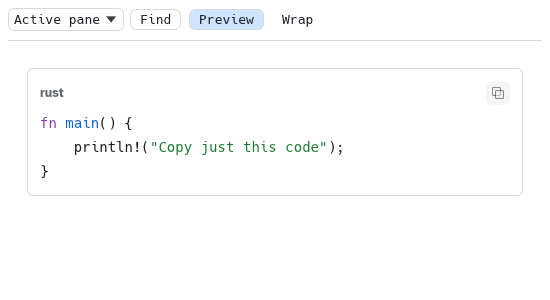 Active pane Find Preview Wrap
rust
fn main() {
    println!("Copy just this code");
}